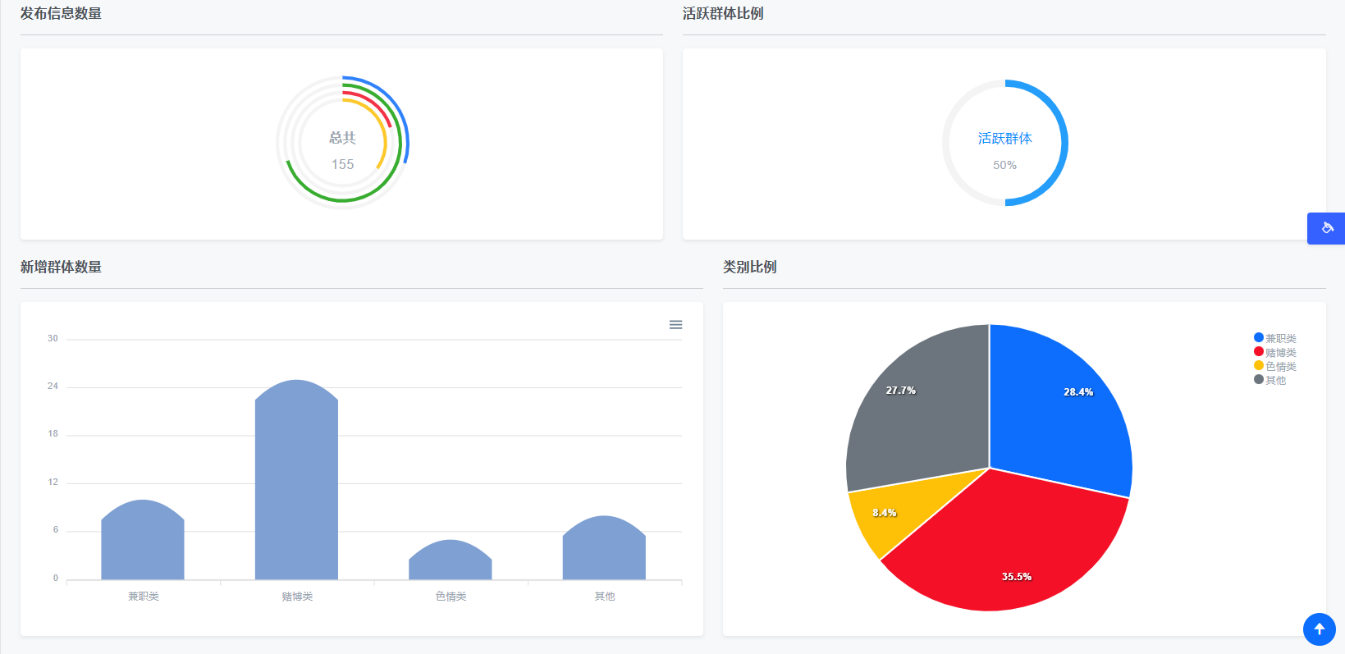 发布信息数量
活跃群体比例
总共
155
活跃群体
50%
新增群体数量
类别比例
30
24
18
12
6
0
兼职类
赌博类
色情类
其他
27.7%
28.4%
8.4%
35.5%
兼职类
赌博类
色情类
其他